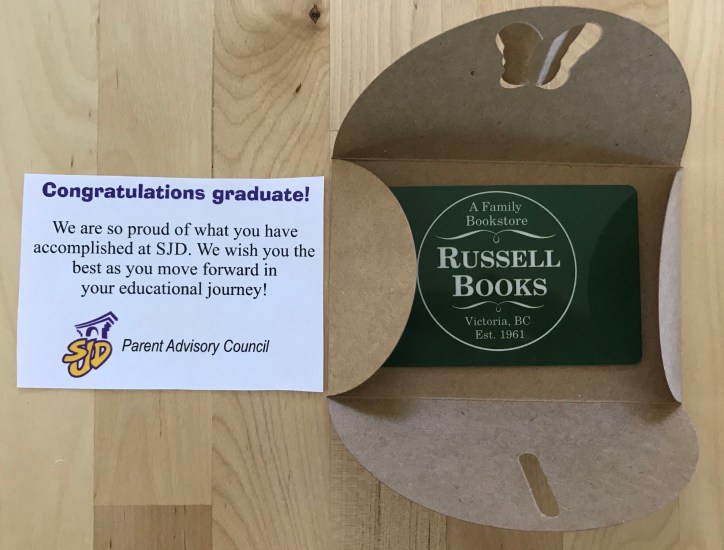 Congratulations graduate!
We are so proud of what you have
accomplished at SJD. We wish you the
best as you move forward in
your educational journey!
SJD
Parent Advisory Council
A Family
Bookstore
RUSSELL
BOOKS
Victoria, BC
Est. 1961